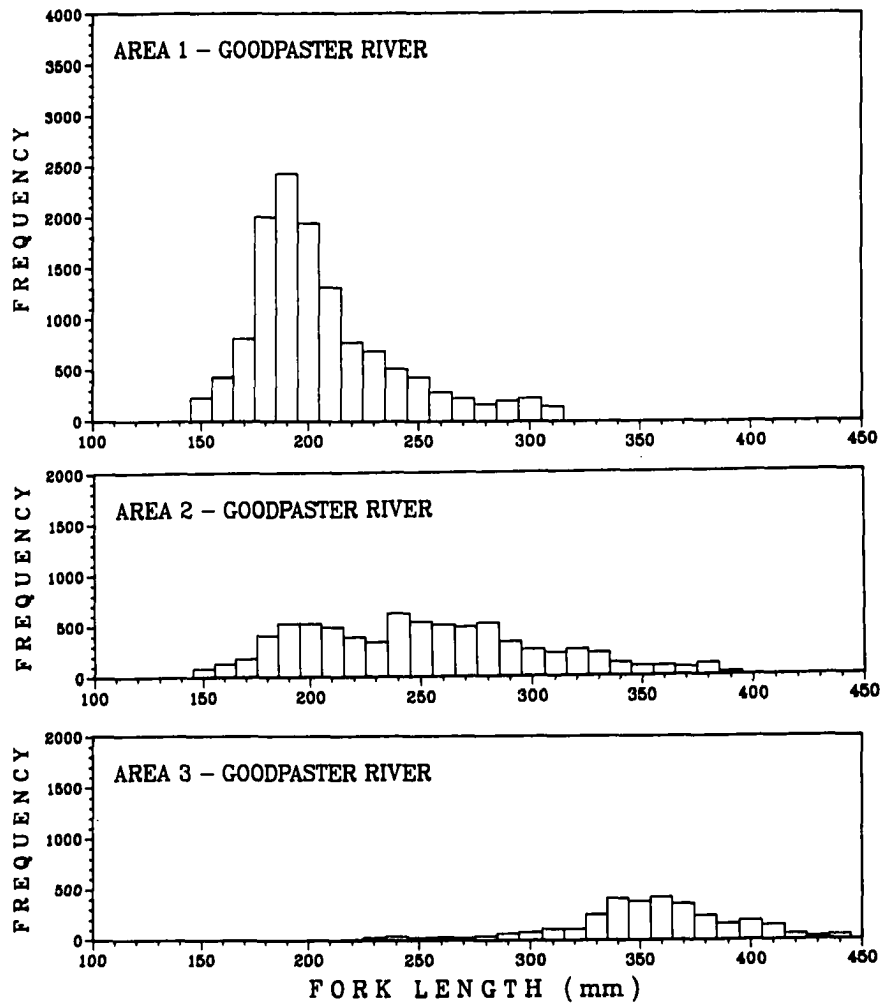 4000
3500
3000
2500
2000
1500
1000
500
0
FREQUENCY
AREA 1 – GOODPASTER RIVER
100 150 200 250 300 350 400 450
2000
1500
1000
500
0
FREQUENCY
AREA 2 – GOODPASTER RIVER
100 150 200 250 300 350 400 450
2000
1500
1000
500
0
FREQUENCY
AREA 3 – GOODPASTER RIVER
100 150 200 250 300 350 400 450
FORK LENGTH (mm)